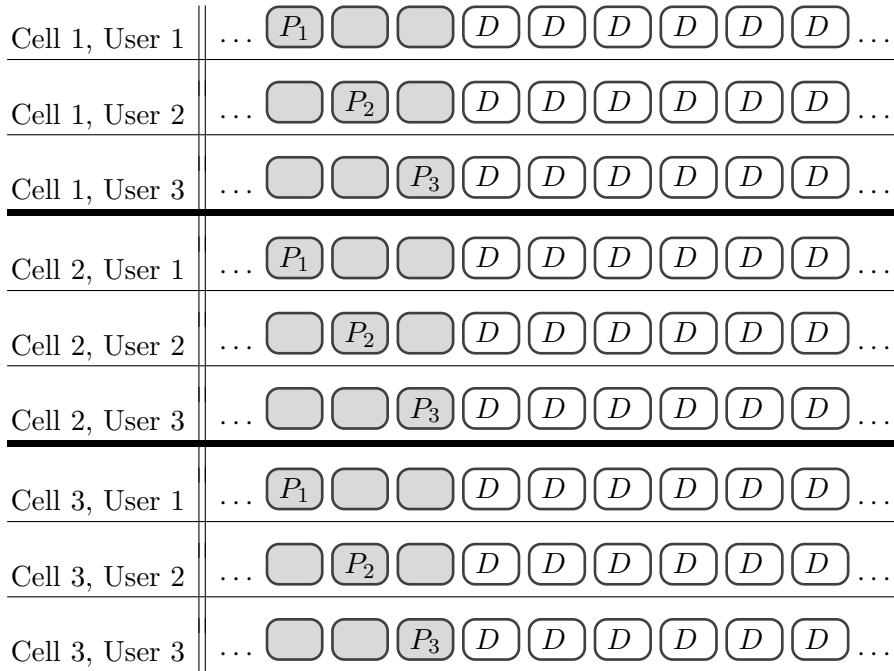 Cell 1, User 1 … P₁ D D D D D D …
Cell 1, User 2 … P₂ D D D D D D …
Cell 1, User 3 … P₃ D D D D D D …
Cell 2, User 1 … P₁ D D D D D D …
Cell 2, User 2 … P₂ D D D D D D …
Cell 2, User 3 … P₃ D D D D D D …
Cell 3, User 1 … P₁ D D D D D D …
Cell 3, User 2 … P₂ D D D D D D …
Cell 3, User 3 … P₃ D D D D D D …